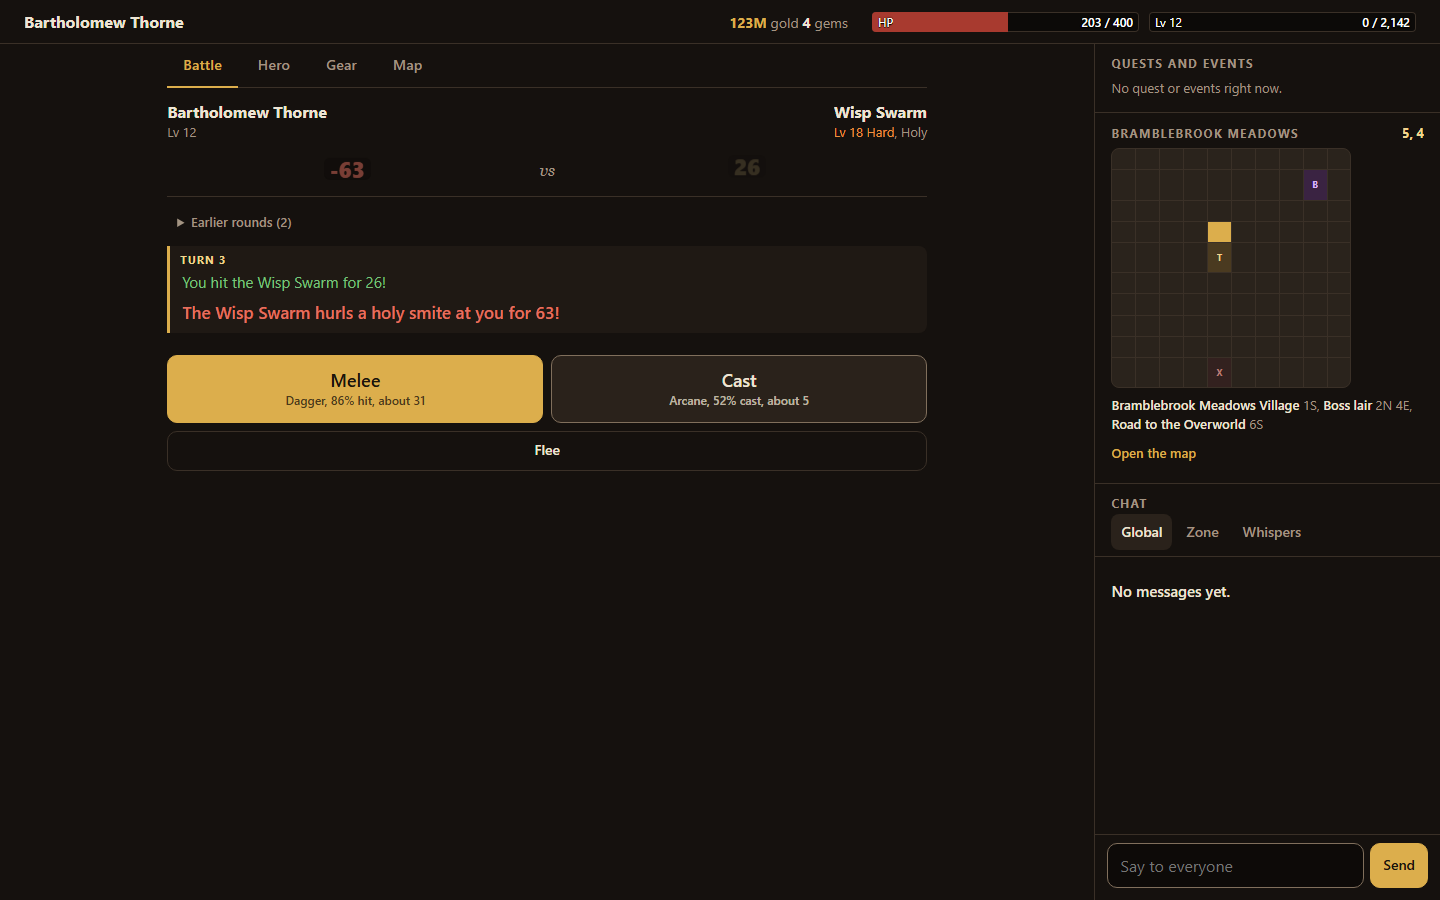 Bartholomew Thorne
123M gold 4 gems
HP 203 / 400
Lv 12 0 / 2,142
Battle Hero Gear Map
Bartholomew Thorne
Lv 12
Wisp Swarm
Lv 18 Hard, Holy
-63 vs 26
Earlier rounds (2)
TURN 3
You hit the Wisp Swarm for 26!
The Wisp Swarm hurls a holy smite at you for 63!
Melee
Dagger, 86% hit, about 31
Cast
Arcane, 52% cast, about 5
Flee
QUESTS AND EVENTS
No quest or events right now.
BRAMBLEBROOK MEADOWS 5, 4
B
T
X
Bramblebrook Meadows Village 1S, Boss lair 2N 4E,
Road to the Overworld 6S
Open the map
CHAT
Global Zone Whispers
No messages yet.
Say to everyone Send